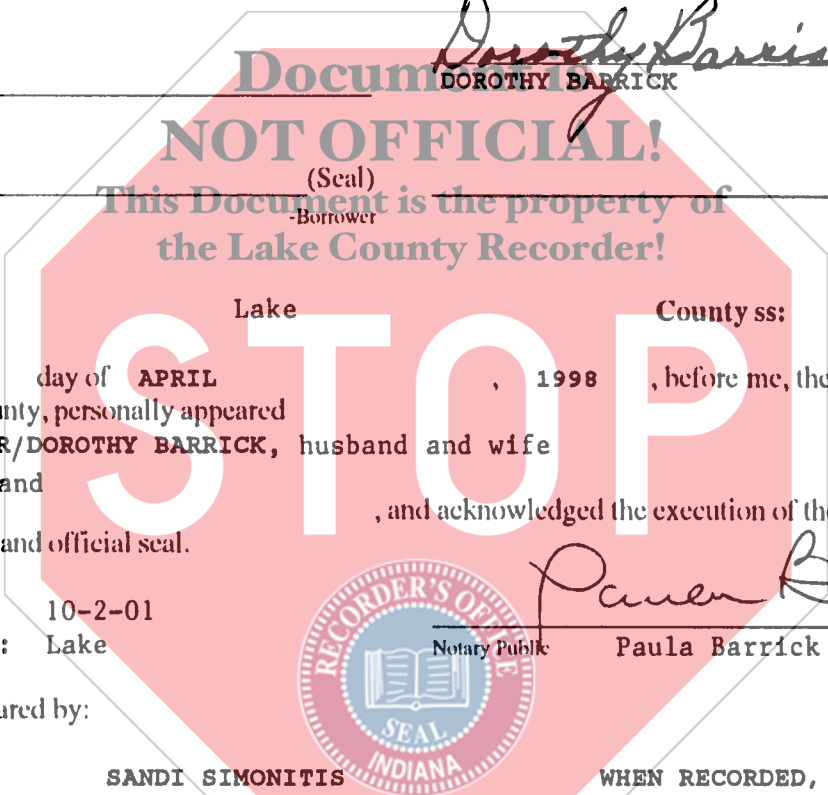 Dorothy Barric
DOROTHY BARRICK
Document is
NOT OFFICIAL!
(Seal)
This Document is the property of
-Borrower
the Lake County Recorder!
Lake County ss:
STOP
day of APRIL , 1998 , before me, the
nty, personally appeared
R/DOROTHY BARRICK, husband and wife
and
, and acknowledged the execution of the
and official seal.
10-2-01
: Lake
Notary Public Paula Barrick
RECORDER'S OFFICE
SEAL
INDIANA
ared by:
SANDI SIMONITIS WHEN RECORDED,